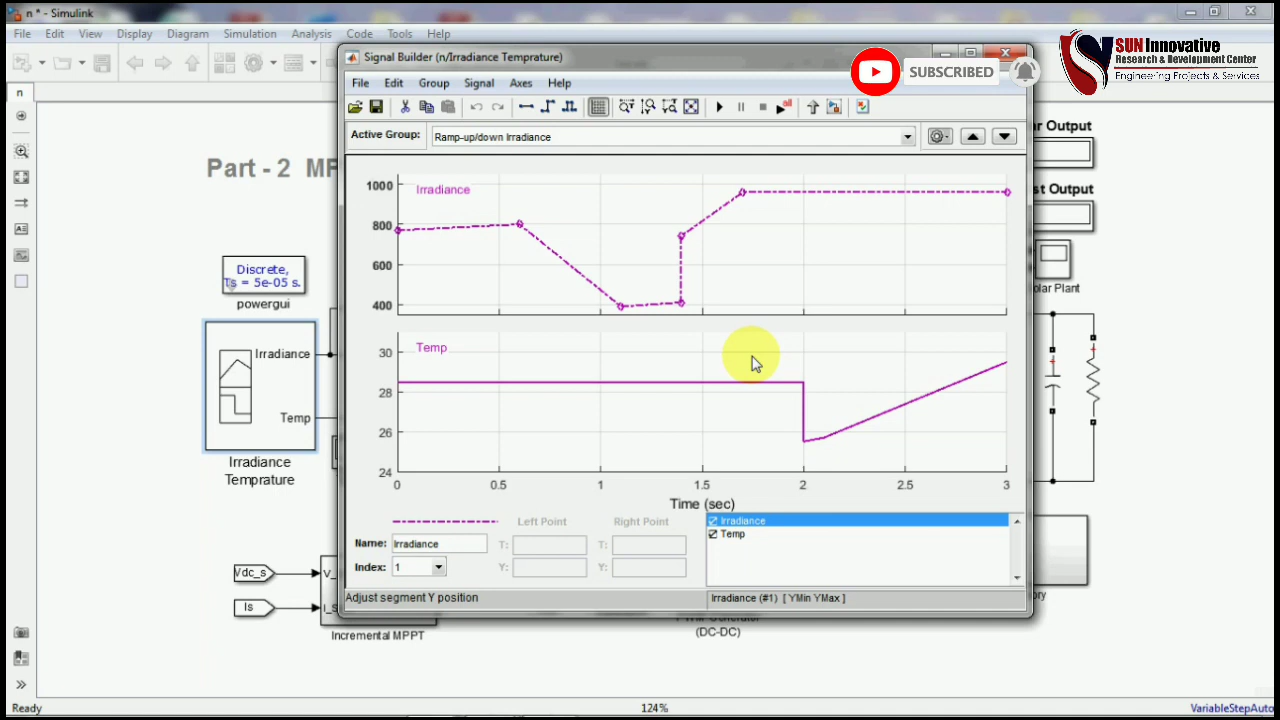 n * - Simulink
File Edit View Display Diagram Simulation Analysis Code Tools Help
n
Part - 2 MP
Discrete,
Ts = 5e-05 s.
powergui
Irradiance
Temp
Irradiance
Temprature
Vdc_s
Is
V_
I_S
Incremental MPPT
Signal Builder (n/Irradiance Temprature)
File Edit Group Signal Axes Help
Active Group: Ramp-up/down Irradiance
Irradiance
1000
800
600
400
Temp
30
28
26
24
0 0.5 1 1.5 2 2.5 3
Time (sec)
Left Point Right Point
Name: Irradiance T: T:
Index: 1 Y: Y:
Irradiance
Temp
Adjust segment Y position
Irradiance (#1) [ YMin YMax ]
(DC-DC)
SUBSCRIBED
SUN Innovative
Research & Development Center
Engineering Projects & Services
ar Output
st Output
olar Plant
ory
Ready
124%
VariableStepAuto